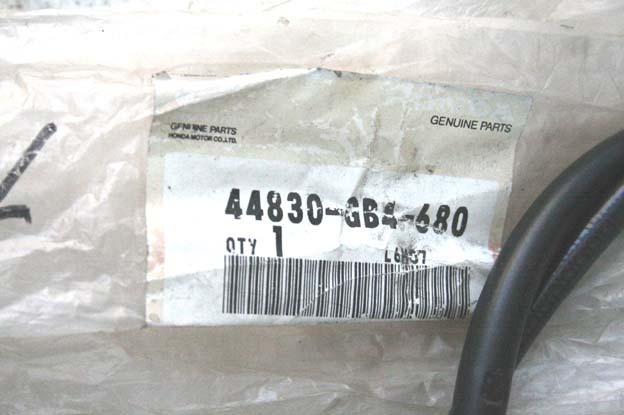 GENUINE PARTS
HONDA MOTOR CO.,LTD.
GENUINE PARTS
44830-GB4-680
QTY 1